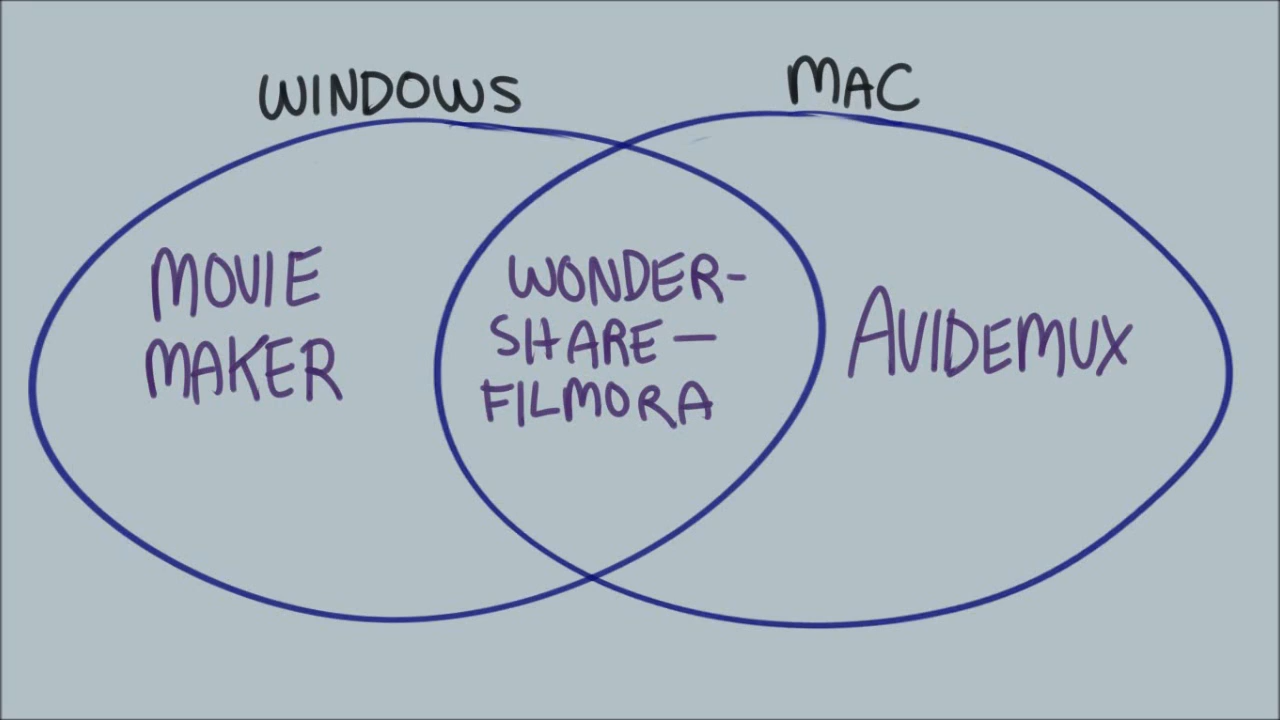 WINDOWS
MAC
MOVIE
MAKER
WONDER-
SHARE-
FILMORA
AVIDEMUX